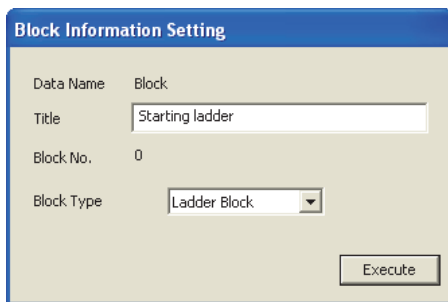 Block Information Setting
Data Name Block
Title Starting ladder
Block No. 0
Block Type Ladder Block
Execute